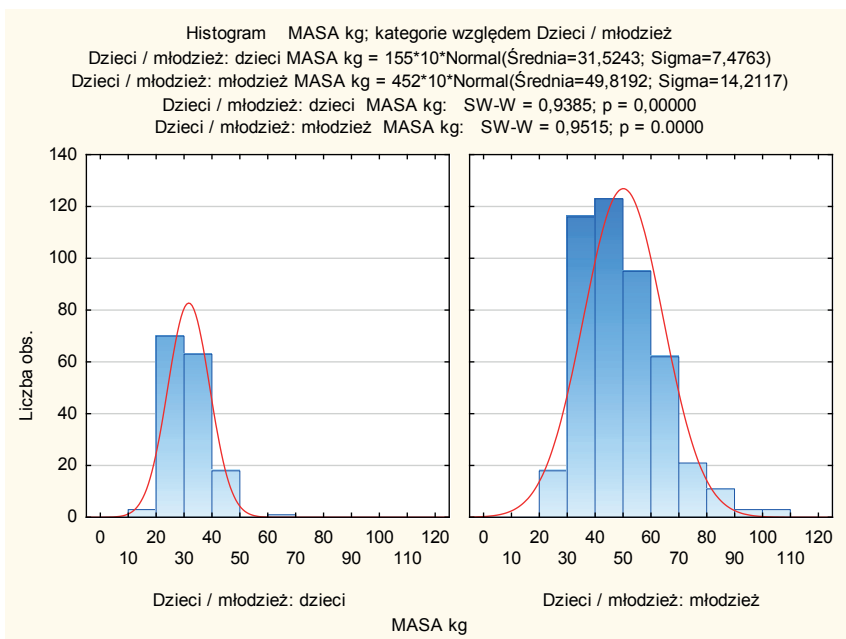 Histogram MASA kg; kategorie względem Dzieci / młodzież
Dzieci / młodzież: dzieci MASA kg = 155*10*Normal(Średnia=31,5243; Sigma=7,4763)
Dzieci / młodzież: młodzież MASA kg = 452*10*Normal(Średnia=49,8192; Sigma=14,2117)
Dzieci / młodzież: dzieci MASA kg: SW-W = 0,9385; p = 0,00000
Dzieci / młodzież: młodzież MASA kg: SW-W = 0,9515; p = 0.0000
140
120
100
80
60
40
20
0
Liczba obs.
0 20 40 60 80 100 120
10 30 50 70 90 110
Dzieci / młodzież: dzieci
0 20 40 60 80 100 120
10 30 50 70 90 110
Dzieci / młodzież: młodzież
MASA kg